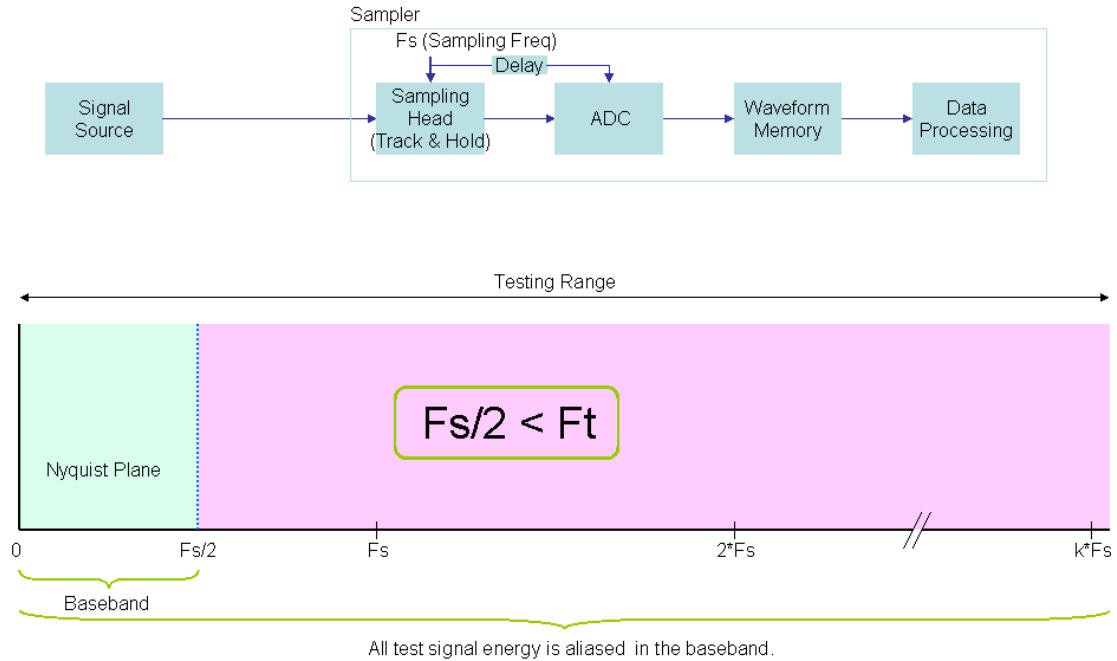 Sampler
Fs (Sampling Freq)
Delay
Signal
Source
Sampling
Head
(Track & Hold)
ADC
Waveform
Memory
Data
Processing
Testing Range
Fs/2 < Ft
Nyquist Plane
0
Fs/2
Fs
2*Fs
k*Fs
Baseband
All test signal energy is aliased in the baseband.